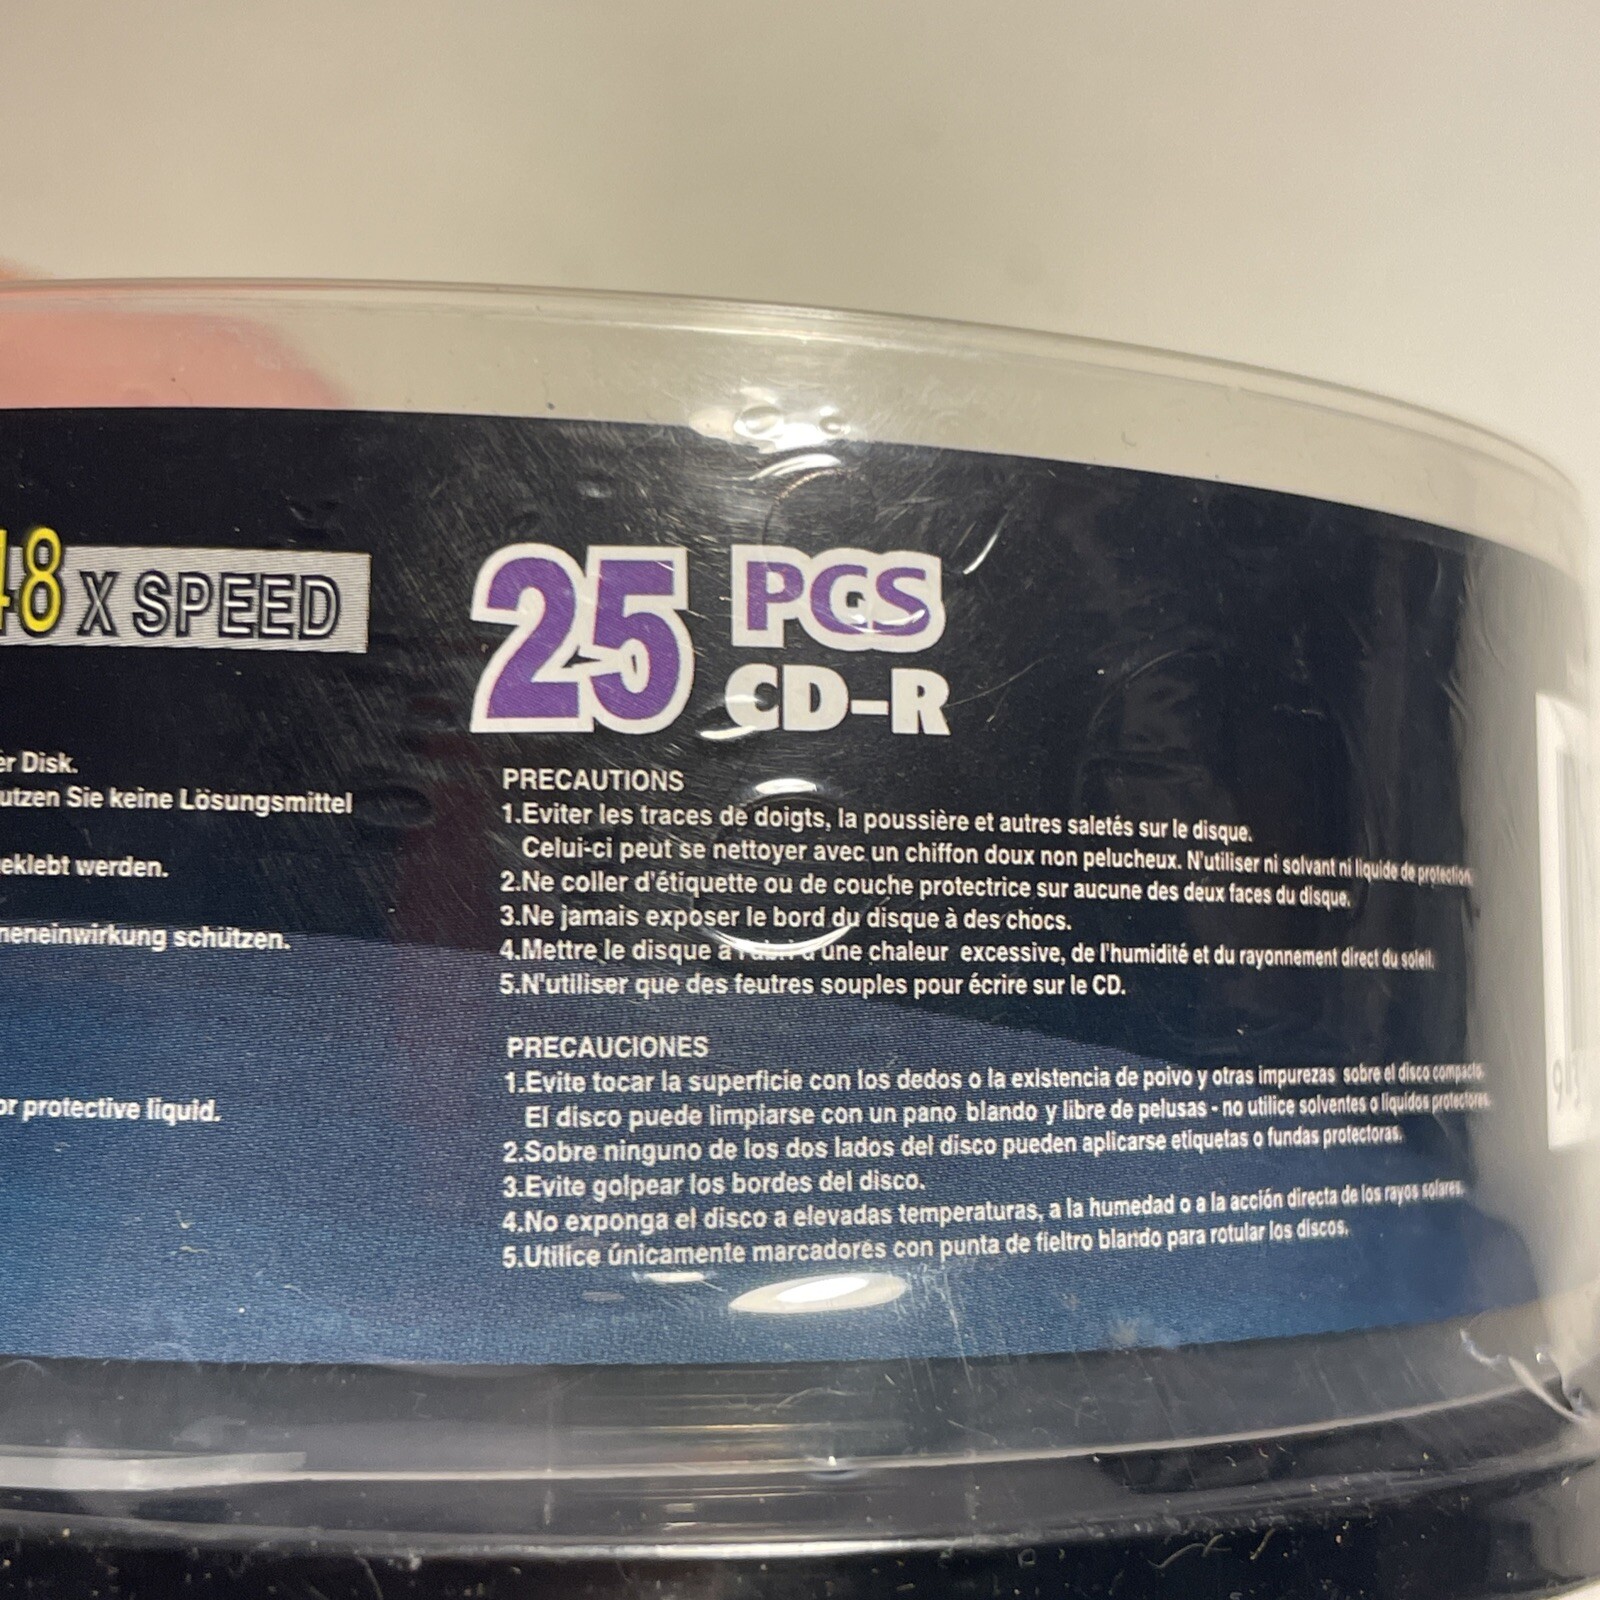 48 X SPEED
er Disk.
utzen Sie keine Lösungsmittel
eklebt werden.
neneinwirkung schützen.
or protective liquid.
25 PCS
CD-R
PRECAUTIONS
1.Eviter les traces de doigts, la poussière et autres saletés sur le disque.
Celui-ci peut se nettoyer avec un chiffon doux non pelucheux. N'utiliser ni solvant ni liquide de protection.
2.Ne coller d'étiquette ou de couche protectrice sur aucune des deux faces du disque.
3.Ne jamais exposer le bord du disque à des chocs.
4.Mettre le disque à l'abri d'une chaleur excessive, de l'humidité et du rayonnement direct du soleil.
5.N'utiliser que des feutres souples pour écrire sur le CD.
PRECAUCIONES
1.Evite tocar la superficie con los dedos o la existencia de polvo y otras impurezas sobre el disco compacto.
El disco puede limpiarse con un pano blando y libre de pelusas - no utilice solventes o liquidos protectores.
2.Sobre ninguno de los dos lados del disco pueden aplicarse etiquetas o fundas protectoras.
3.Evite golpear los bordes del disco.
4.No exponga el disco a elevadas temperaturas, a la humedad o a la acción directa de los rayos solares.
5.Utilice únicamente marcadores con punta de fieltro blando para rotular los discos.